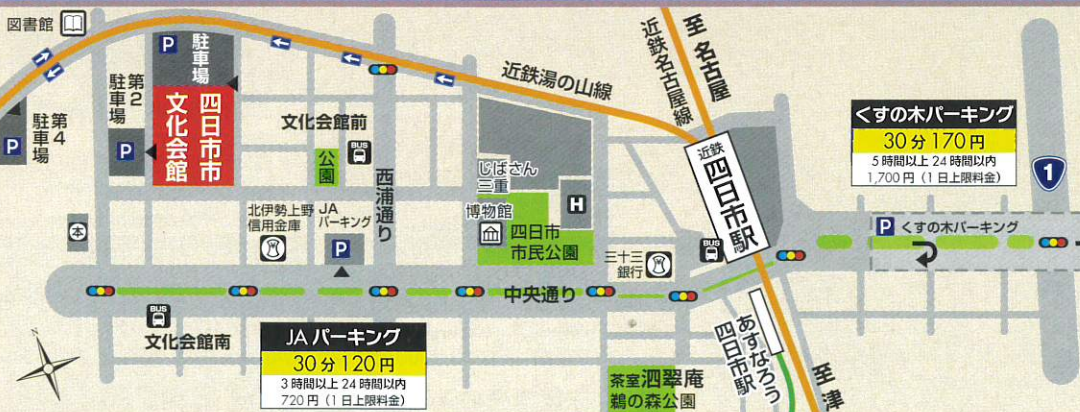 図書館
P
駐車場
第2
駐車場
P
四日市市
文化会館
第4
駐車場
P
文化会館前
BUS
公園
西浦通り
近鉄湯の山線
近鉄名古屋線
至 名古屋
じばさん
三重
博物館
H
四日市
市民公園
近鉄
四日市駅
くすの木パーキング
30分 170円
5時間以上 24時間以内
1,700円（1日上限料金）
1
P くすの木パーキング
本
北伊勢上野
信用金庫
JA
パーキング
P
三十三
銀行
BUS
中央通り
BUS
文化会館南
JA パーキング
30分 120円
3時間以上 24時間以内
720円（1日上限料金）
あすなろう
四日市駅
茶室 泗翠庵
鵜の森公園
至 津
N